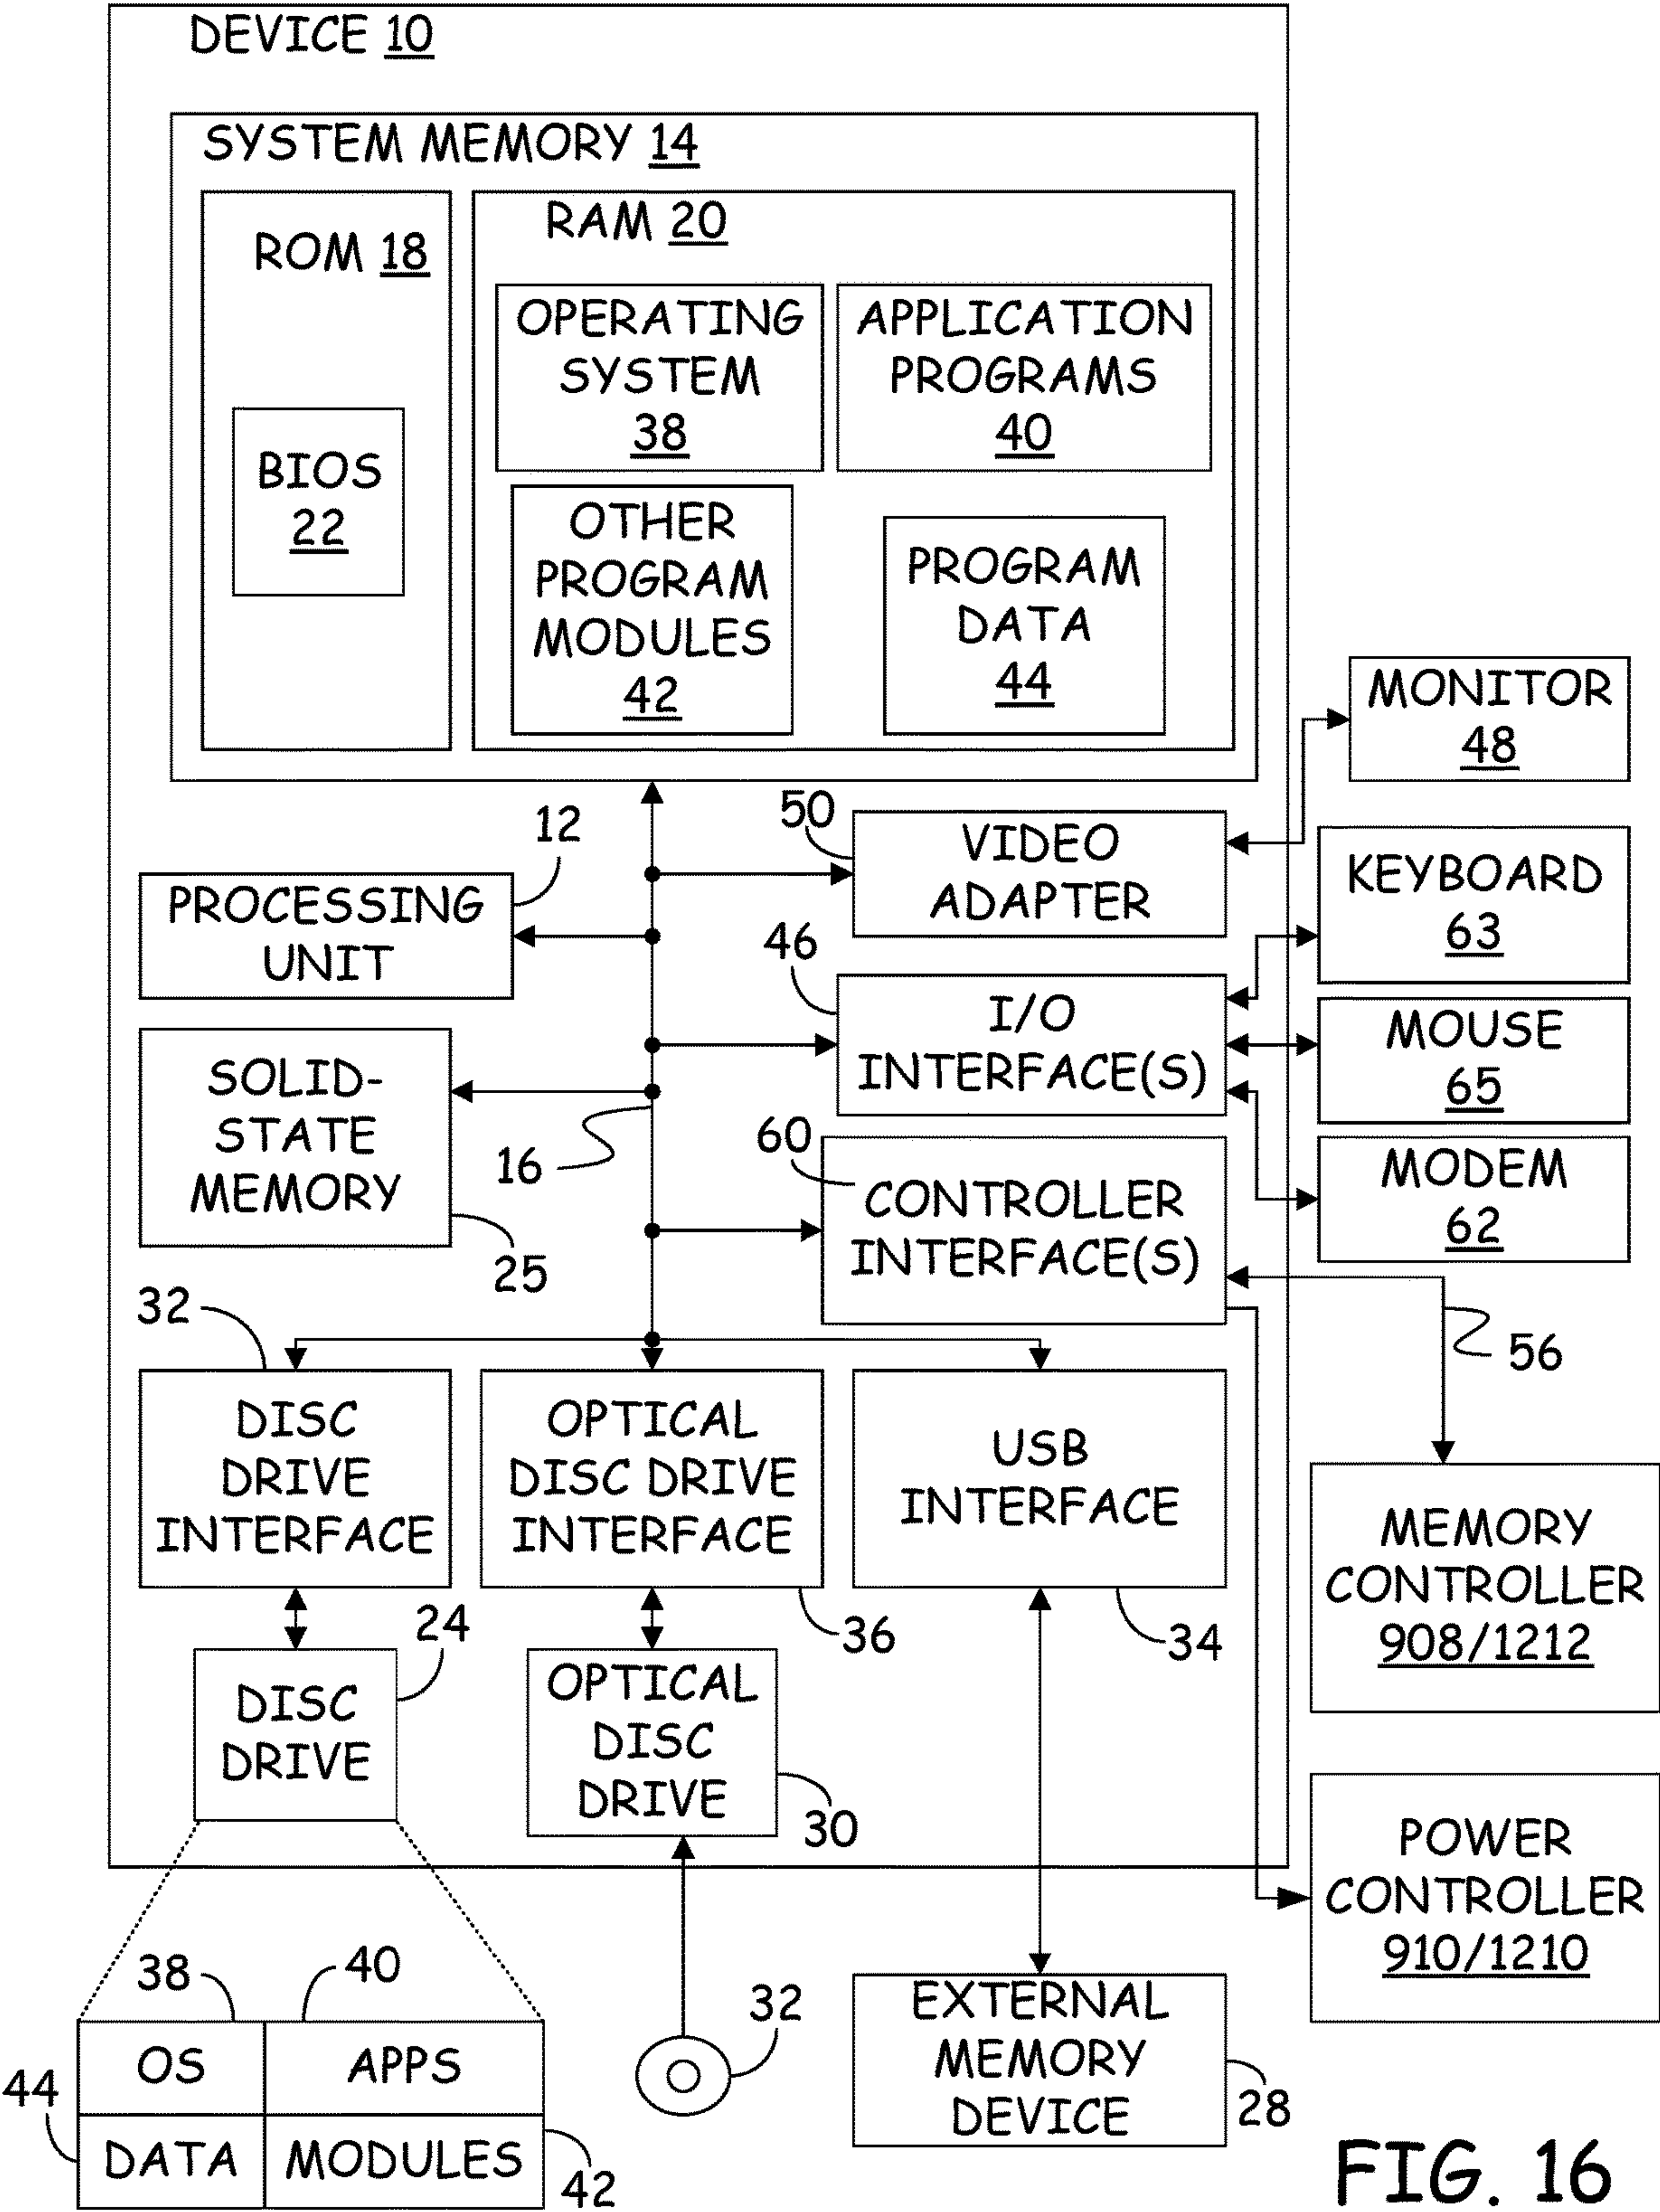 DEVICE 10
SYSTEM MEMORY 14
ROM 18
BIOS
22
RAM 20
OPERATING
SYSTEM
38
APPLICATION
PROGRAMS
40
OTHER
PROGRAM
MODULES
42
PROGRAM
DATA
44
MONITOR
48
12
PROCESSING
UNIT
50
VIDEO
ADAPTER
KEYBOARD
63
46
I/O
INTERFACE(S)
MOUSE
65
SOLID-
STATE
MEMORY
25
16
60
CONTROLLER
INTERFACE(S)
MODEM
62
56
32
DISC
DRIVE
INTERFACE
OPTICAL
DISC DRIVE
INTERFACE
36
USB
INTERFACE
34
MEMORY
CONTROLLER
908/1212
24
DISC
DRIVE
OPTICAL
DISC
DRIVE
30
POWER
CONTROLLER
910/1210
38
40
OS
APPS
44
DATA
MODULES
42
32
EXTERNAL
MEMORY
DEVICE
28
FIG. 16